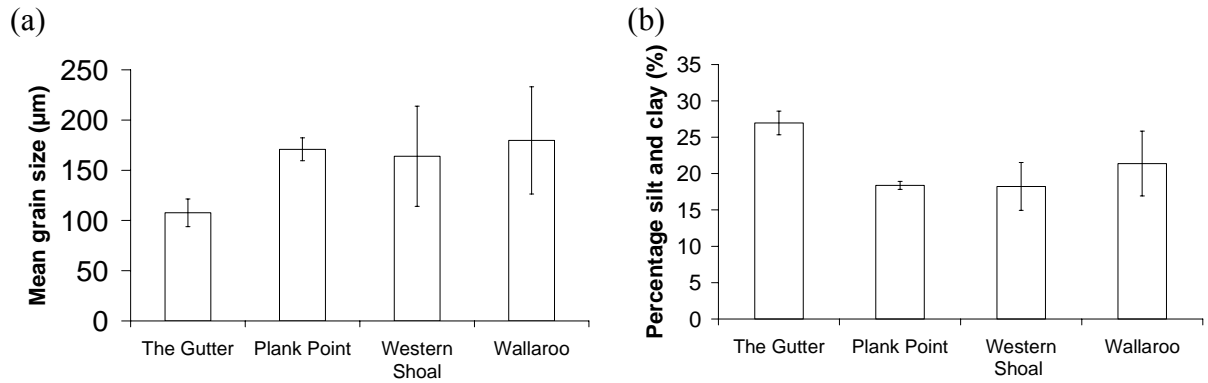 (a)
Mean grain size (µm)
250
200
150
100
50
0
The Gutter
Plank Point
Western
Shoal
Wallaroo
(b)
Percentage silt and clay (%)
35
30
25
20
15
10
5
0
The Gutter
Plank Point
Western
Shoal
Wallaroo